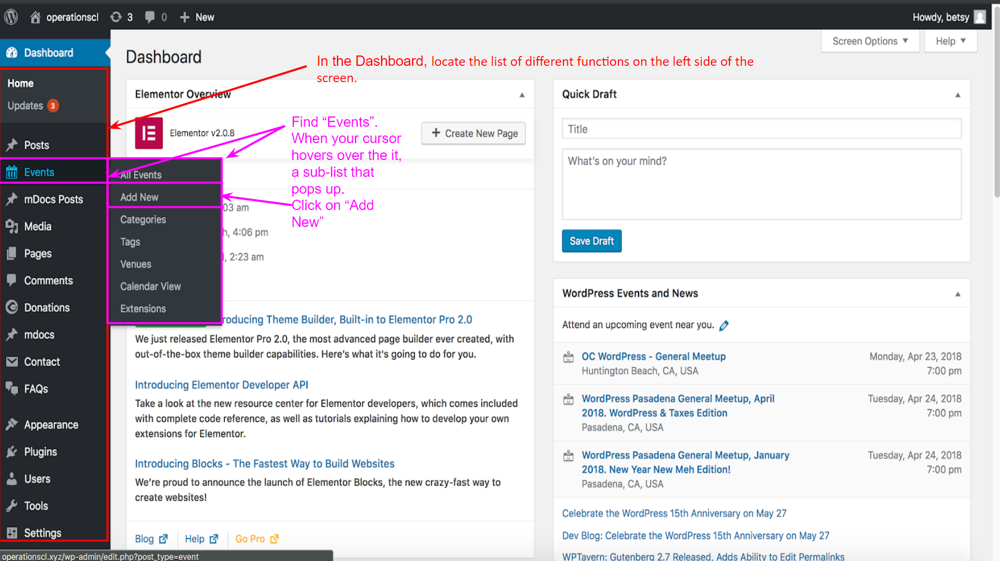 operationscl 3 0 + New Howdy, betsy
Screen Options ▼ Help ▼
Dashboard
Home
Updates 3
Posts
Events
mDocs Posts
Media
Pages
Comments
Donations
mdocs
Contact
FAQs
Appearance
Plugins
Users
Tools
Settings
All Events
Add New
Categories
Tags
Venues
Calendar View
Extensions
Dashboard
In the Dashboard, locate the list of different functions on the left side of the
screen.
Find “Events”.
When your cursor
hovers over the it,
a sub-list that
pops up.
Click on “Add
New”
Elementor Overview
Elementor v2.0.8
+ Create New Page
03 am
h, 4:06 pm
, 2:23 am
roducing Theme Builder, Built-in to Elementor Pro 2.0
We just released Elementor Pro 2.0, the most advanced page builder ever created, with
out-of-the-box theme builder capabilities. Here’s what it's going to do for you.
Introducing Elementor Developer API
Take a look at the new resource center for Elementor developers, which comes included
with complete code reference, as well as tutorials explaining how to develop your own
extensions for Elementor.
Introducing Blocks - The Fastest Way to Build Websites
We’re proud to announce the launch of Elementor Blocks, the new crazy-fast way to
create websites!
Blog Help Go Pro
Quick Draft
Title
What’s on your mind?
Save Draft
WordPress Events and News
Attend an upcoming event near you.
OC WordPress - General Meetup Monday, Apr 23, 2018
Huntington Beach, CA, USA 7:00 pm
WordPress Pasadena General Meetup, April Tuesday, Apr 24, 2018
2018. WordPress & Taxes Edition 7:00 pm
Pasadena, CA, USA
WordPress Pasadena General Meetup, January Tuesday, Apr 24, 2018
2018. New Year New Meh Edition! 7:00 pm
Pasadena, CA, USA
Celebrate the WordPress 15th Anniversary on May 27
Dev Blog: Celebrate the WordPress 15th Anniversary on May 27
WPTavern: Gutenberg 2.7 Released, Adds Ability to Edit Permalinks
operationscl.xyz/wp-admin/edit.php?post_type=event